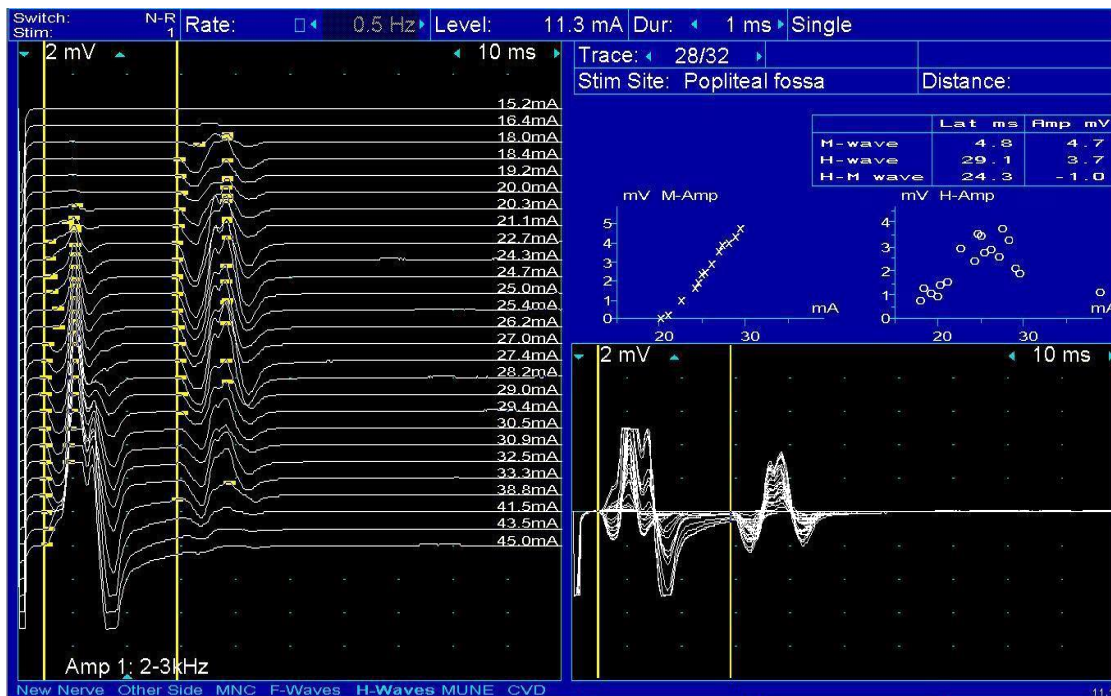 Switch: N-R
Stim: 1
Rate: 0.5 Hz
Level: 11.3 mA
Dur: 1 ms
Single
2 mV 10 ms
15.2mA
16.4mA
18.0mA
18.4mA
19.2mA
20.0mA
20.3mA
21.1mA
22.7mA
24.3mA
24.7mA
25.0mA
25.4mA
26.2mA
27.0mA
27.4mA
28.2mA
29.0mA
29.4mA
30.5mA
30.9mA
32.5mA
33.3mA
38.8mA
41.5mA
43.5mA
45.0mA
Amp 1: 2-3kHz
Trace: 28/32
Stim Site: Popliteal fossa Distance:
Lat ms Amp mV
M-wave 4.8 4.7
H-wave 29.1 3.7
H-M wave 24.3 -1.0
mV M-Amp
5
4
3
2
1
0
mA
20 30
mV H-Amp
4
3
2
1
0
mA
20 30
2 mV 10 ms
New Nerve Other Side MNC F-Waves H-Waves MUNE CVD